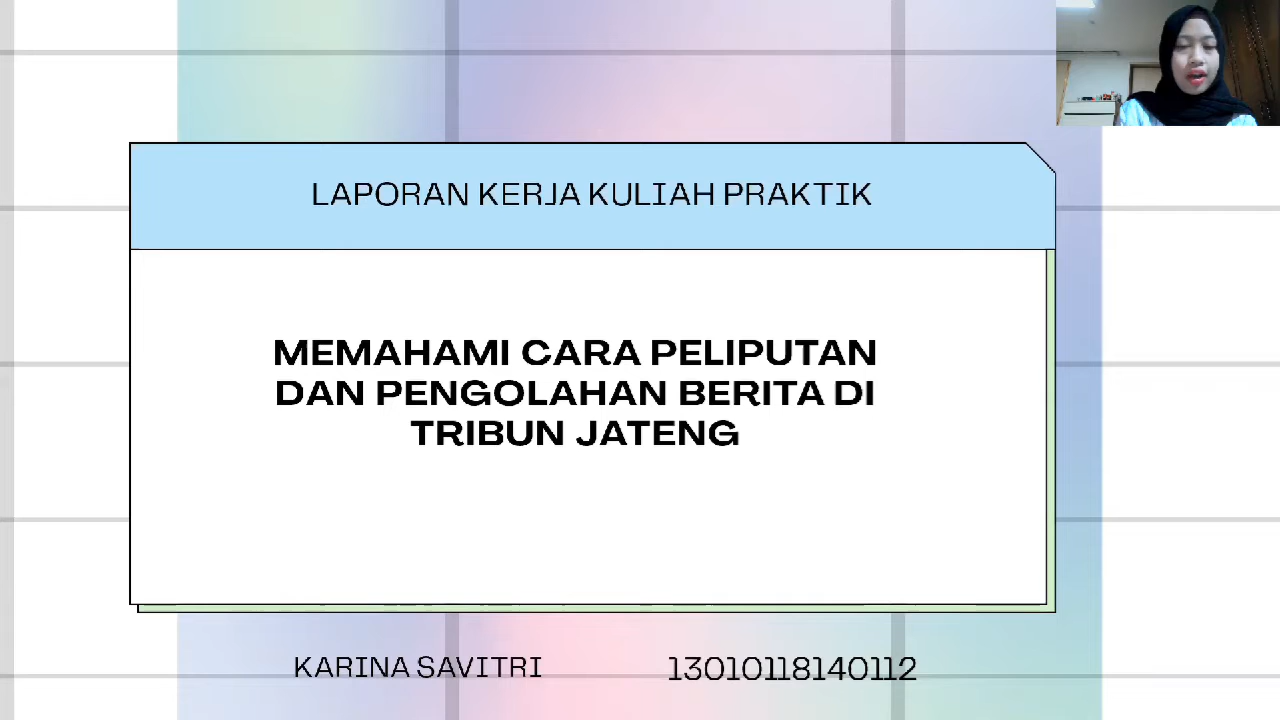 LAPORAN KERJA KULIAH PRAKTIK
MEMAHAMI CARA PELIPUTAN
DAN PENGOLAHAN BERITA DI
TRIBUN JATENG
KARINA SAVITRI 13010118140112